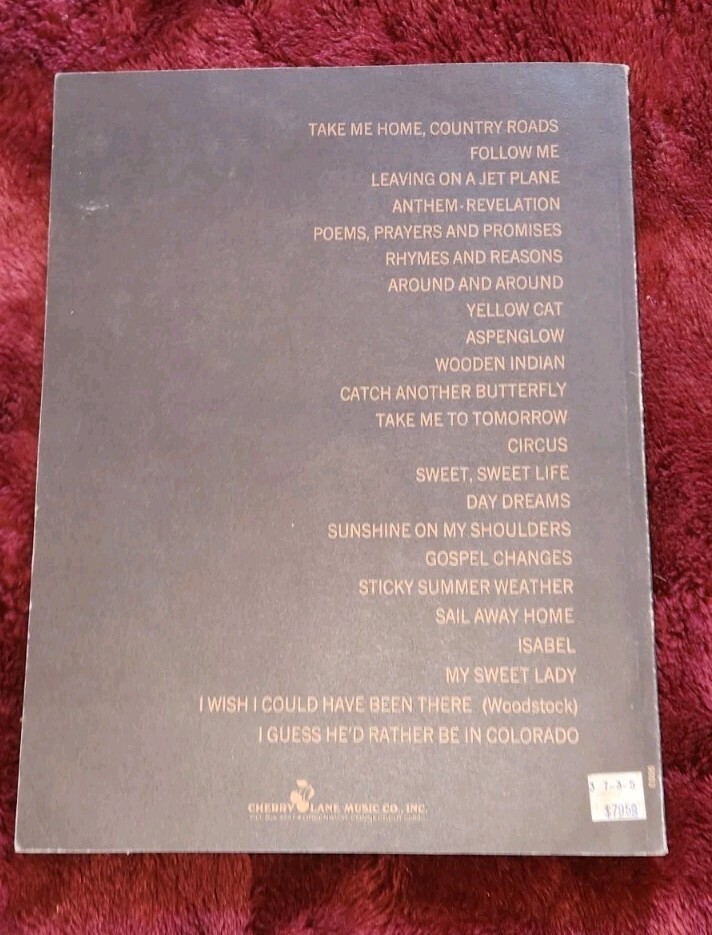 TAKE ME HOME, COUNTRY ROADS
FOLLOW ME
LEAVING ON A JET PLANE
ANTHEM-REVELATION
POEMS, PRAYERS AND PROMISES
RHYMES AND REASONS
AROUND AND AROUND
YELLOW CAT
ASPENGLOW
WOODEN INDIAN
CATCH ANOTHER BUTTERFLY
TAKE ME TO TOMORROW
CIRCUS
SWEET, SWEET LIFE
DAY DREAMS
SUNSHINE ON MY SHOULDERS
GOSPEL CHANGES
STICKY SUMMER WEATHER
SAIL AWAY HOME
ISABEL
MY SWEET LADY
I WISH I COULD HAVE BEEN THERE (Woodstock)
I GUESS HE'D RATHER BE IN COLORADO
CHERRY LANE MUSIC CO., INC.
GREENWICH, CONNECTICUT